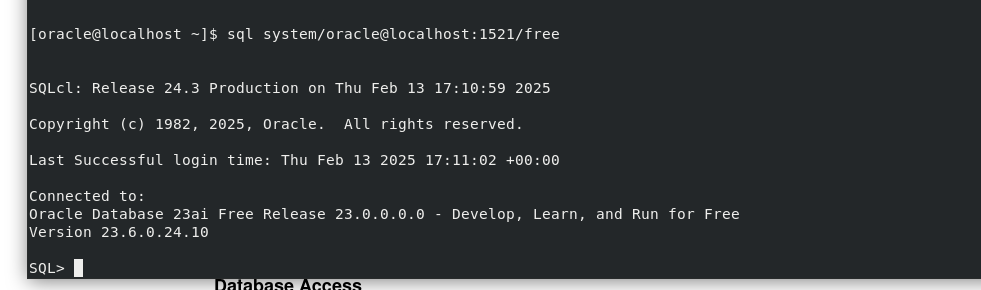 [oracle@localhost ~]$ sql system/oracle@localhost:1521/free
SQLcl: Release 24.3 Production on Thu Feb 13 17:10:59 2025
Copyright (c) 1982, 2025, Oracle.  All rights reserved.
Last Successful login time: Thu Feb 13 2025 17:11:02 +00:00
Connected to:
Oracle Database 23ai Free Release 23.0.0.0.0 - Develop, Learn, and Run for Free
Version 23.6.0.24.10
SQL>
Database Access